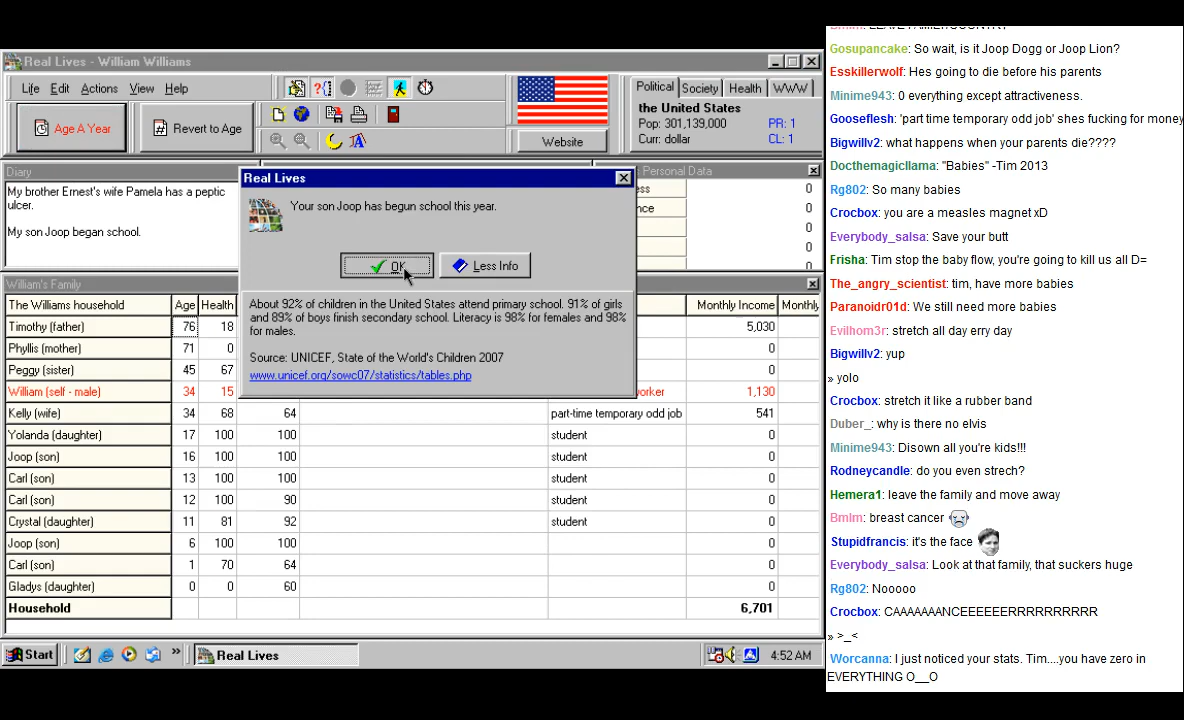 Real Lives - William Williams
Life Edit Actions View Help
Age A Year
Revert to Age
Website
Political Society Health WWW
the United States
Pop: 301,139,000 PR: 1
Curr: dollar CL: 1
Diary
My brother Ernest's wife Pamela has a peptic
ulcer.
My son Joop began school.
Personal Data
0
0
0
0
0
Real Lives
Your son Joop has begun school this year.
OK
Less Info
About 92% of children in the United States attend primary school. 91% of girls
and 89% of boys finish secondary school. Literacy is 98% for females and 98%
for males.
Source: UNICEF, State of the World's Children 2007
www.unicef.org/sowc07/statistics/tables.php
William's Family
The Williams household Age Health Monthly Income Monthly
Timothy (father) 76 18 5,030
Phyllis (mother) 71 0 0
Peggy (sister) 45 67 0
William (self - male) 34 15 1,130
Kelly (wife) 34 68 64 part-time temporary odd job 541
Yolanda (daughter) 17 100 100 student 0
Joop (son) 16 100 100 student 0
Carl (son) 13 100 100 student 0
Carl (son) 12 100 90 student 0
Crystal (daughter) 11 81 92 student 0
Joop (son) 6 100 100 0
Carl (son) 1 70 64 0
Gladys (daughter) 0 0 60 0
Household 6,701
Start
Real Lives
4:52 AM
Gosupancake: So wait, is it Joop Dogg or Joop Lion?
Esskillerwolf: Hes going to die before his parents
Minime943: 0 everything except attractiveness.
Gooseflesh: 'part time temporary odd job' shes fucking for money
Bigwillv2: what happens when your parents die????
Docthemagicllama: "Babies" -Tim 2013
Rg802: So many babies
Crocbox: you are a measles magnet xD
Everybody_salsa: Save your butt
Frisha: Tim stop the baby flow, you're going to kill us all D=
The_angry_scientist: tim, have more babies
Paranoidr01d: We still need more babies
Evilhom3r: stretch all day erry day
Bigwillv2: yup
» yolo
Crocbox: stretch it like a rubber band
Duber_: why is there no elvis
Minime943: Disown all you're kids!!!
Rodneycandle: do you even strech?
Hemera1: leave the family and move away
Bmlm: breast cancer
Stupidfrancis: it's the face
Everybody_salsa: Look at that family, that suckers huge
Rg802: Nooooo
Crocbox: CAAAAAAANCEEEEEERRRRRRRRRR
» >_<
Worcanna: I just noticed your stats. Tim....you have zero in
EVERYTHING O__O